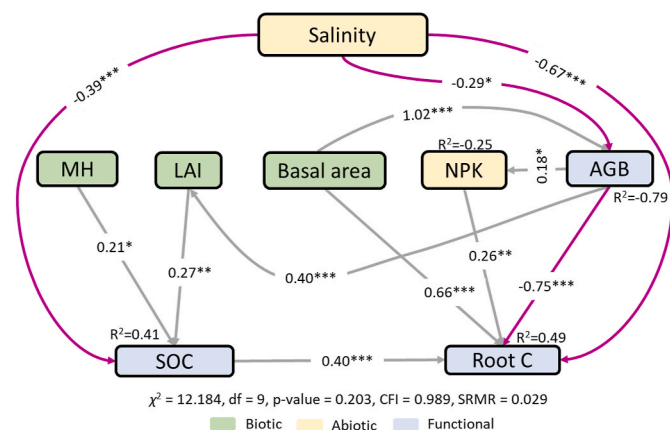 Salinity
-0.39***
-0.29*
-0.67***
1.02***
R²=-0.25
MH
LAI
Basal area
NPK
0.18*
AGB
R²=-0.79
0.21*
0.27**
0.40***
0.66***
0.26**
-0.75***
R²=0.41
R²=0.49
SOC
0.40***
Root C
χ² = 12.184, df = 9, p-value = 0.203, CFI = 0.989, SRMR = 0.029
Biotic Abiotic Functional